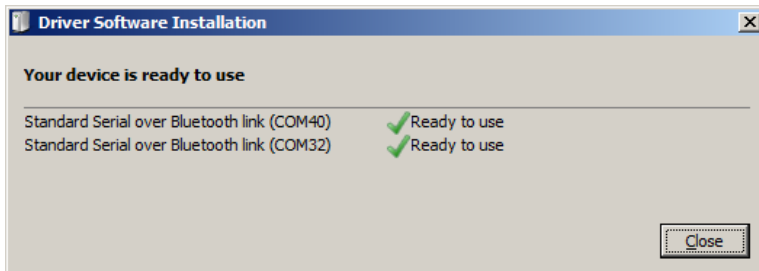 Driver Software Installation
Your device is ready to use
Standard Serial over Bluetooth link (COM40) Ready to use
Standard Serial over Bluetooth link (COM32) Ready to use
Close